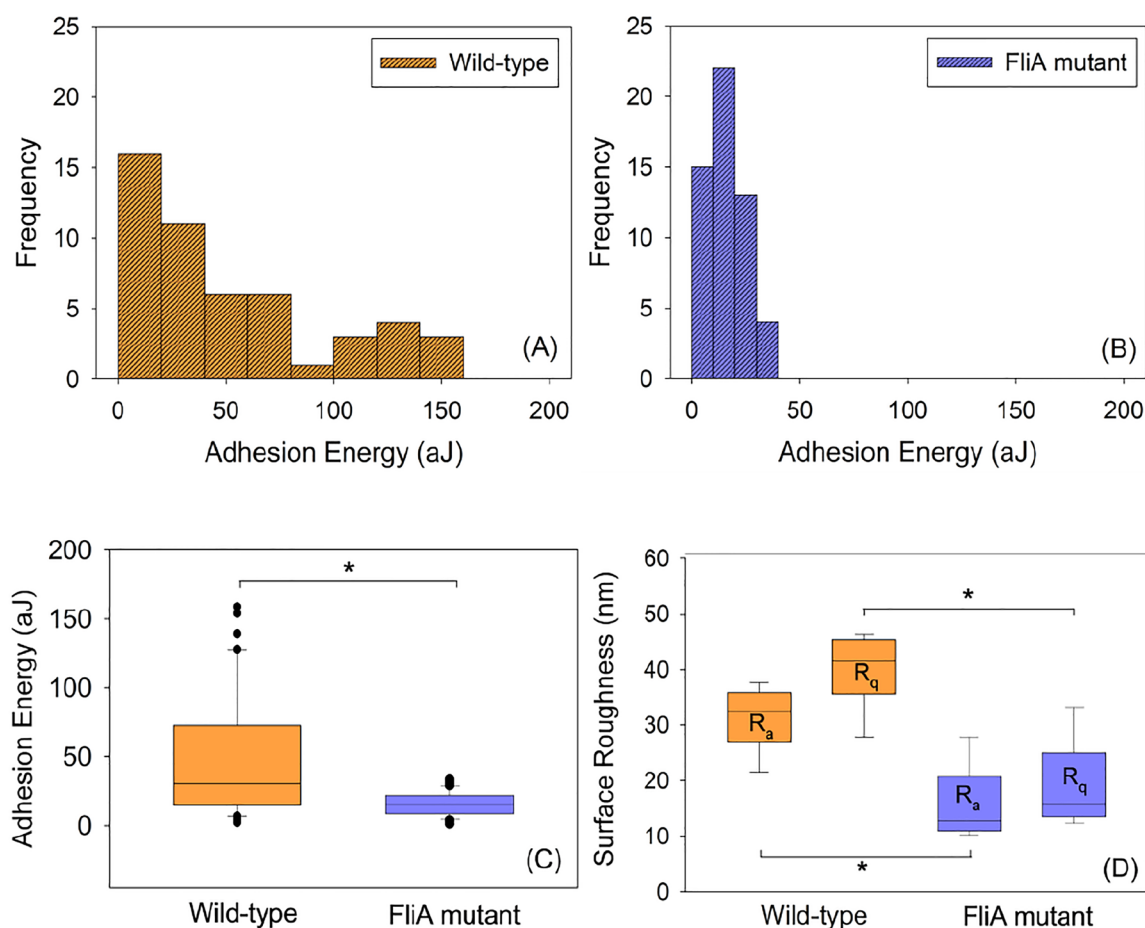 25
20
15
10
5
0
Frequency
Wild-type
(A)
0 50 100 150 200
Adhesion Energy (aJ)
25
20
15
10
5
0
Frequency
FliA mutant
(B)
0 50 100 150 200
Adhesion Energy (aJ)
200
150
100
50
0
Adhesion Energy (aJ)
*
(C)
Wild-type FliA mutant
60
50
40
30
20
10
0
Surface Roughness (nm)
*
Rq
Ra
Rq
Ra
*
(D)
Wild-type FliA mutant